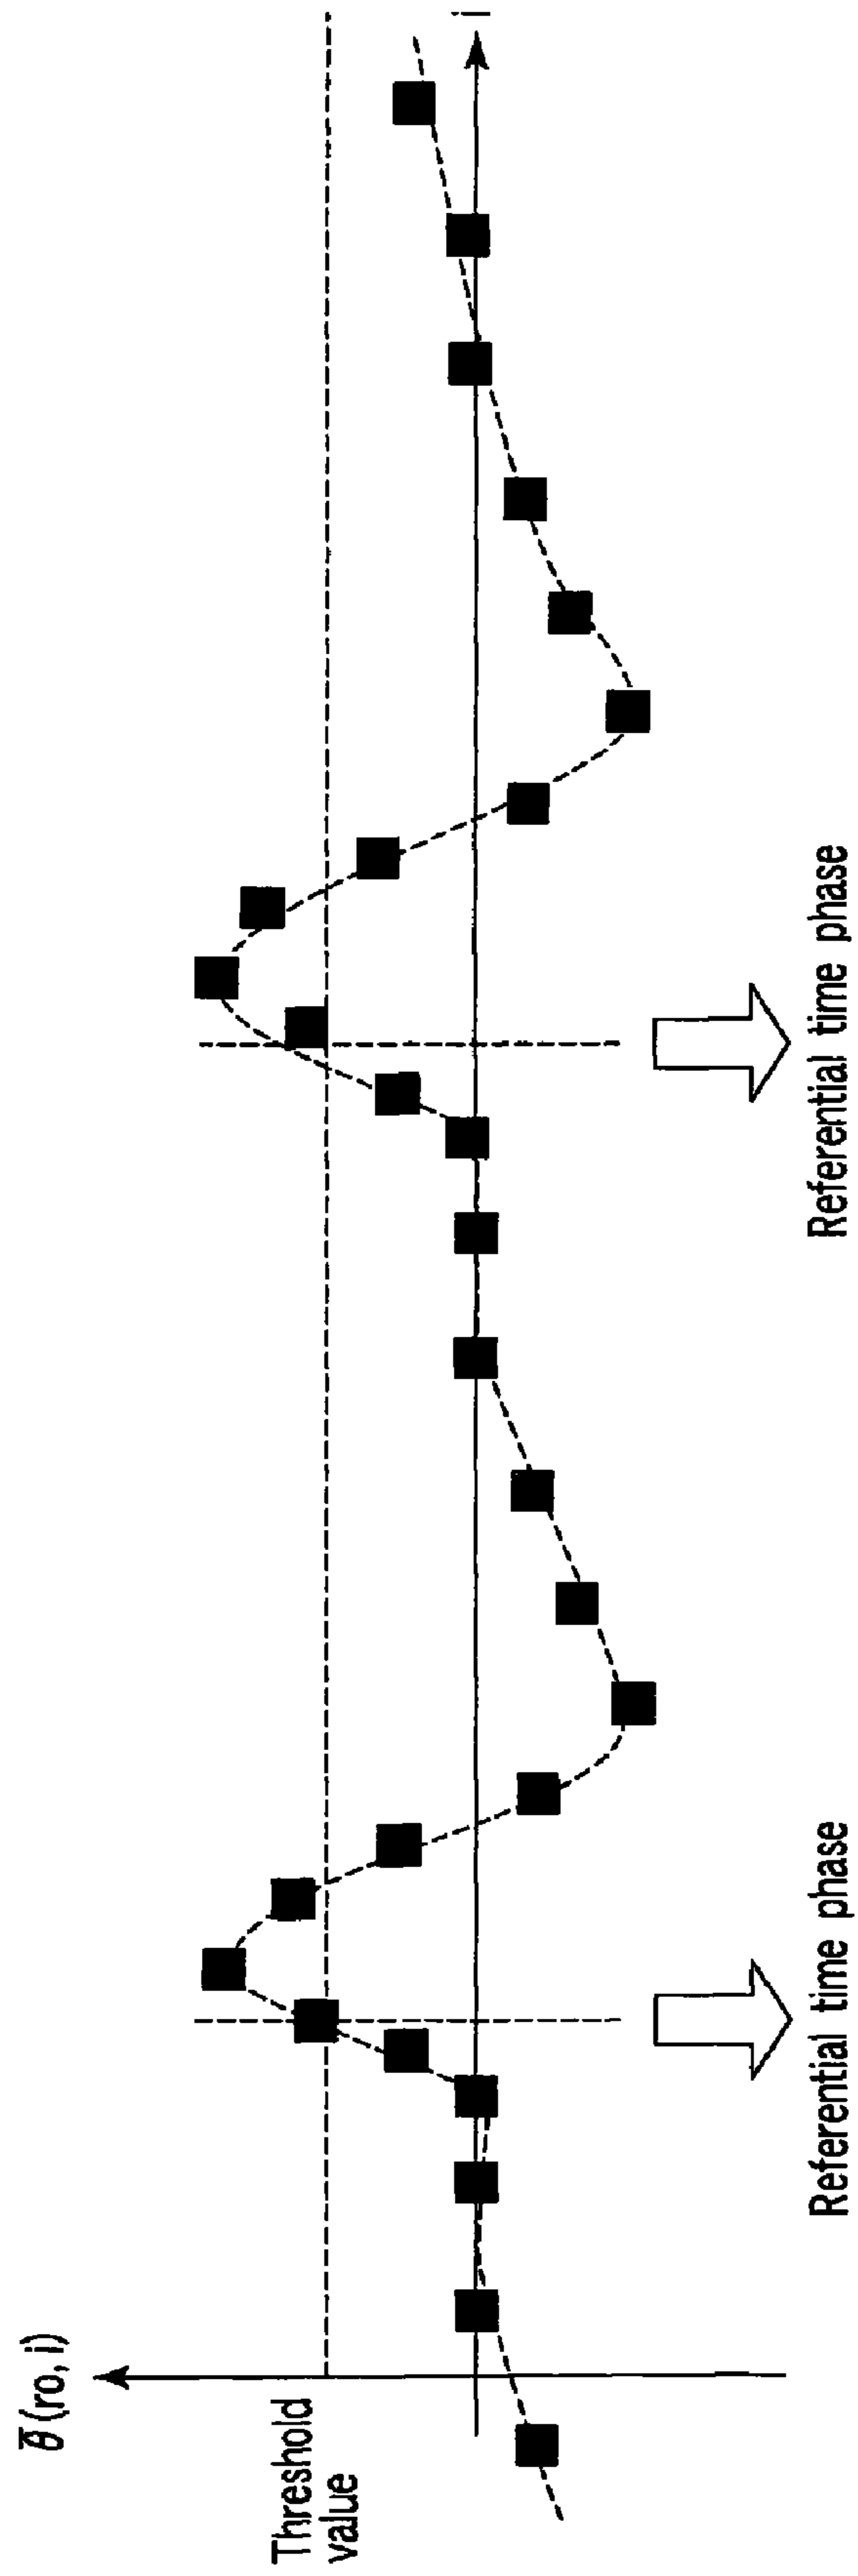 θ̄ (ro, i)
Threshold
value
Referential time phase
Referential time phase
i